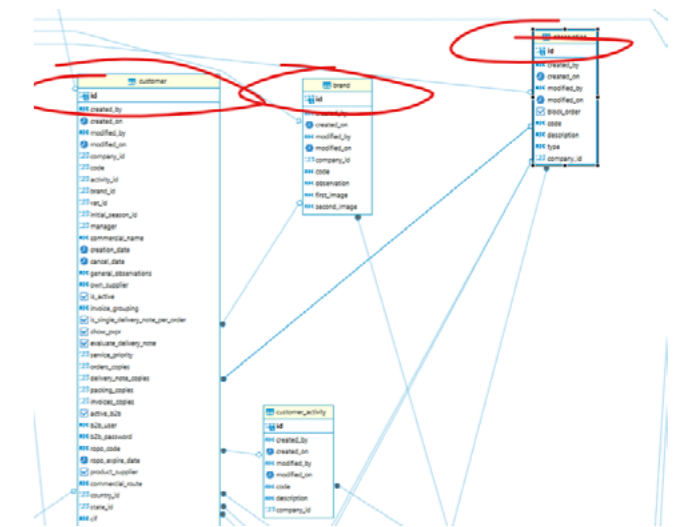 customer
id
created_by
created_on
modified_by
modified_on
company_id
code
activity_id
brand_id
initial_season_id
manager
commercial_name
creation_date
cancel_date
general_observations
own_supplier
is_active
invoice_grouping
is_single_delivery_note_per_order
show_pvpr
evaluate_delivery_note
service_priority
orders_copies
delivery_note_copies
packing_copies
invoices_copies
active_b2b
b2b_user
b2b_password
ropo_code
ropo_expire_date
product_supplier
commercial_route
country_id
state_id
cif
brand
id
created_by
created_on
modified_by
modified_on
company_id
code
observation
first_image
second_image
id
created_by
created_on
modified_by
modified_on
block_order
code
description
type
company_id
customer_activity
id
created_by
created_on
modified_by
modified_on
code
description
company_id